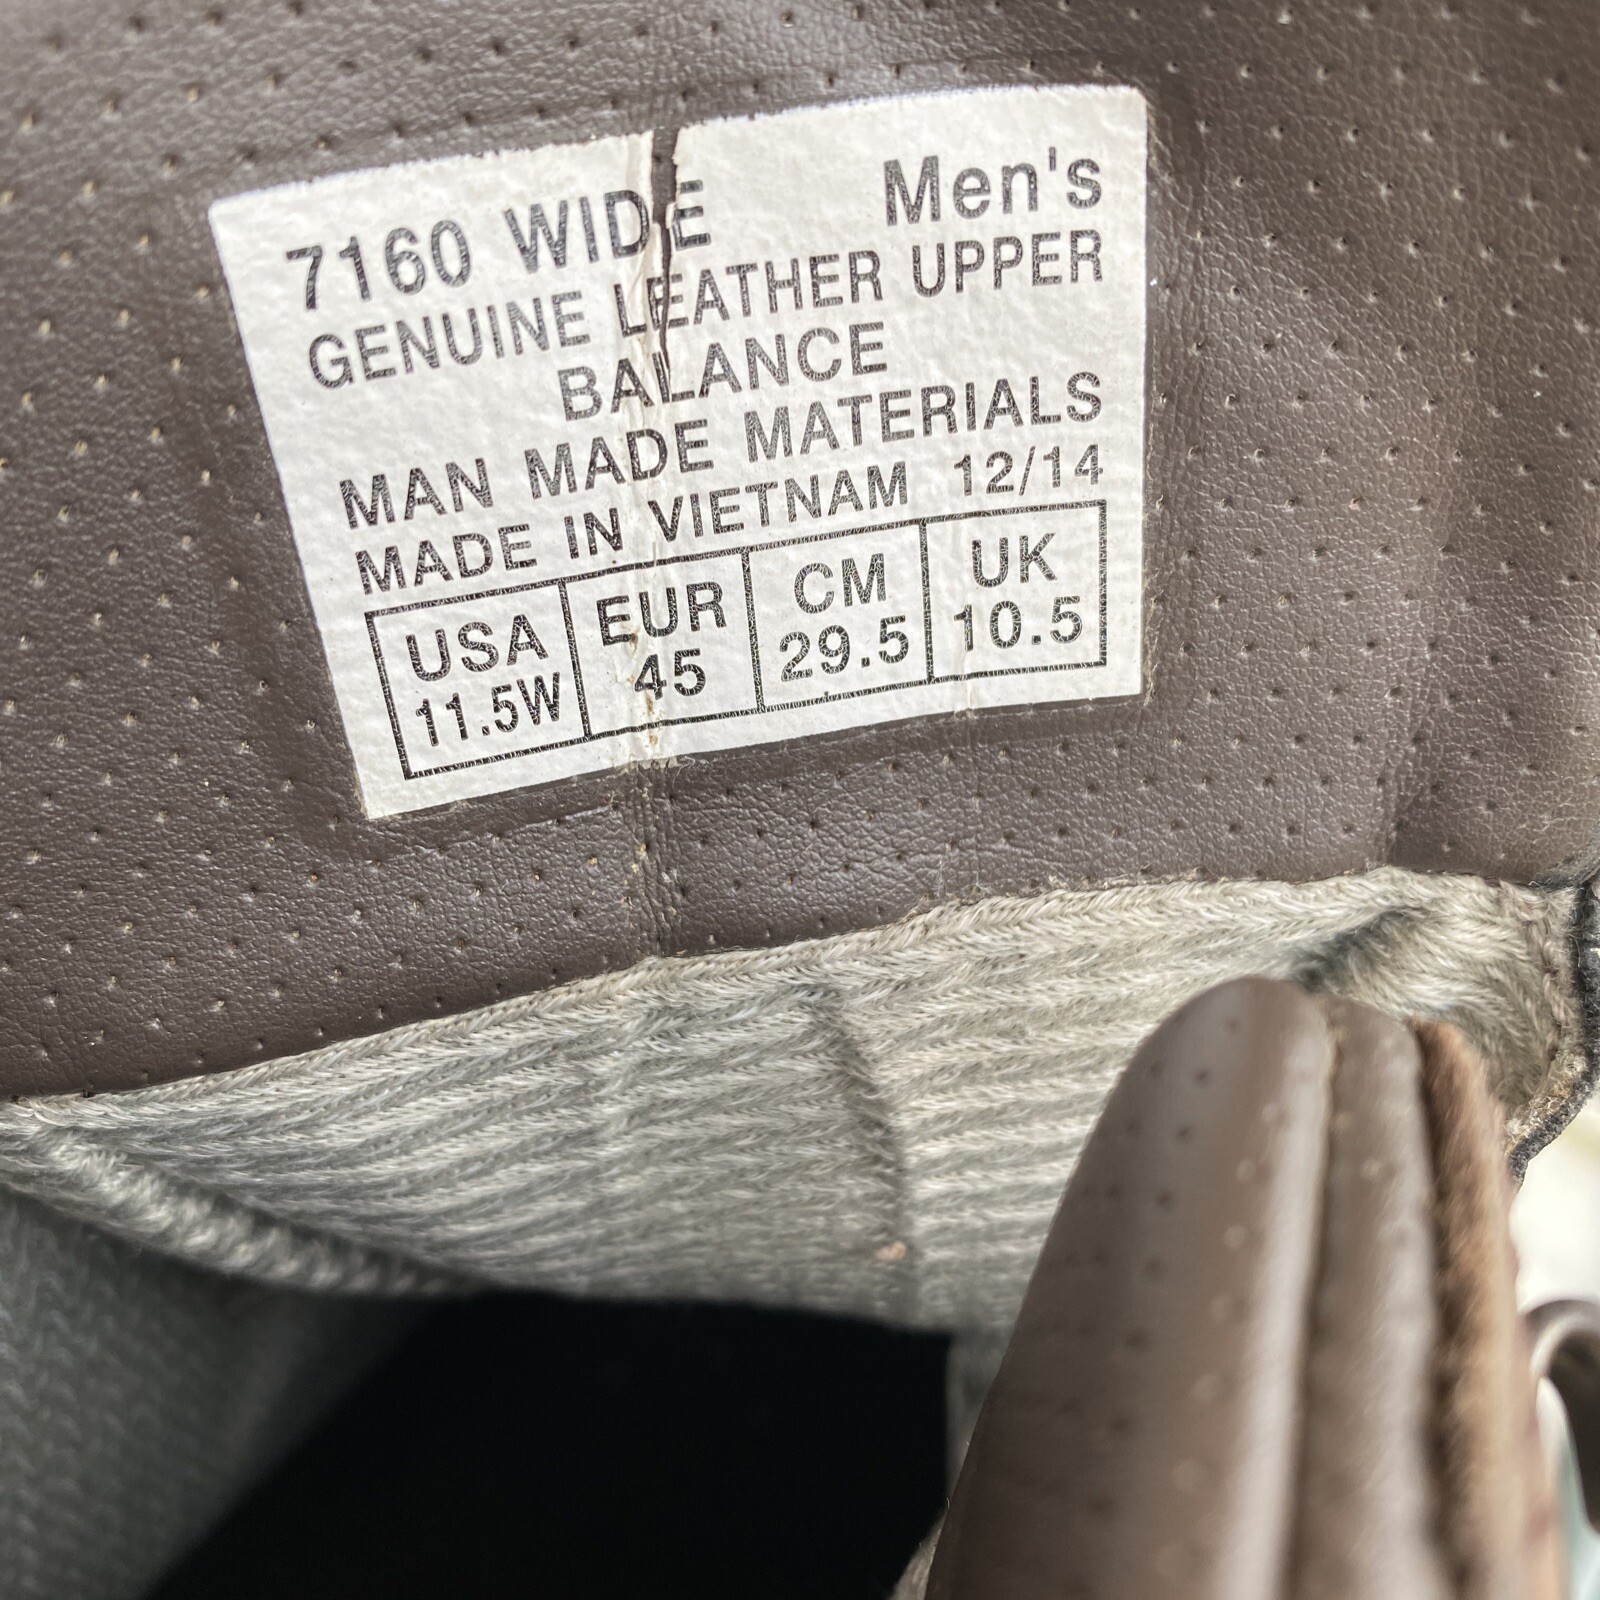 7160 WIDE Men's
GENUINE LEATHER UPPER
BALANCE
MAN MADE MATERIALS
MADE IN VIETNAM 12/14
USA EUR CM UK
11.5W 45 29.5 10.5